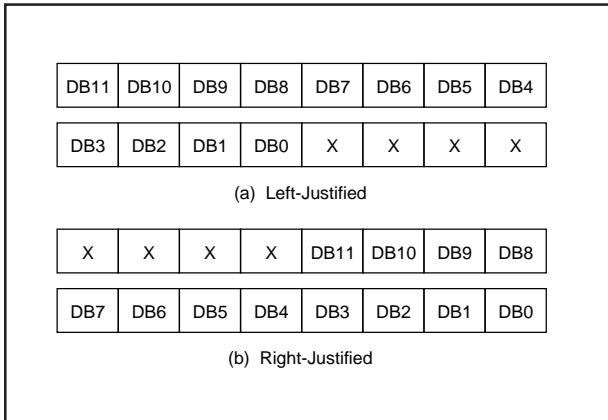 DB11 DB10 DB9 DB8 DB7 DB6 DB5 DB4
DB3 DB2 DB1 DB0 X X X X
(a) Left-Justified
X X X X DB11 DB10 DB9 DB8
DB7 DB6 DB5 DB4 DB3 DB2 DB1 DB0
(b) Right-Justified